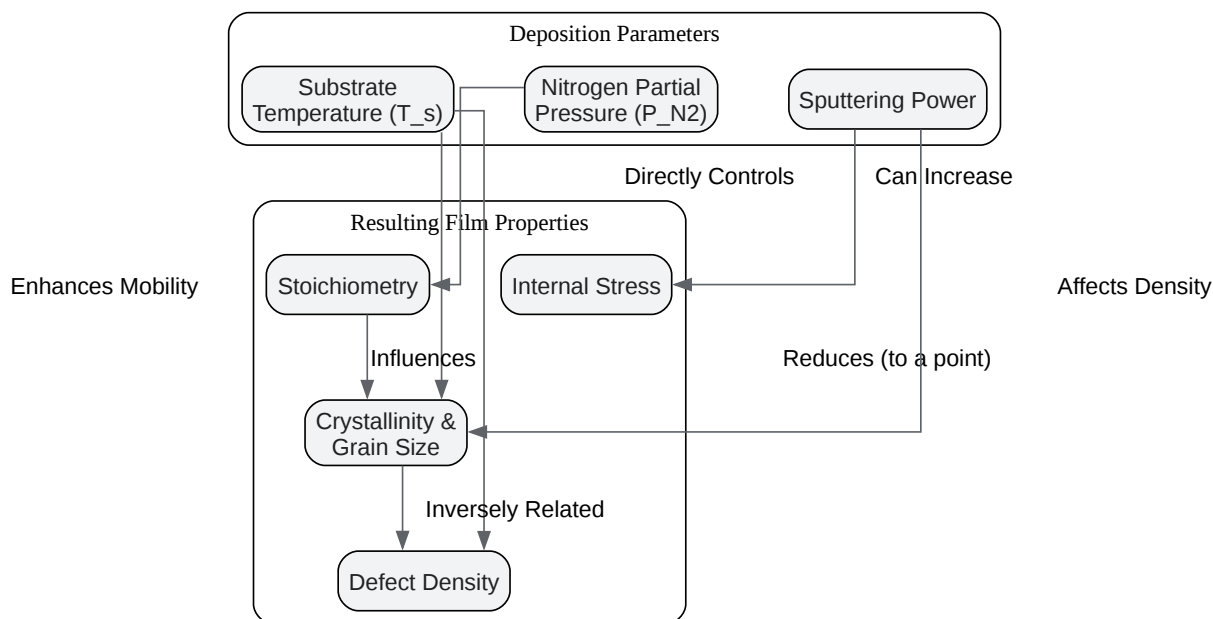 Deposition Parameters
Substrate
Temperature (T_s)
Nitrogen Partial
Pressure (P_N2)
Sputtering Power
Directly Controls
Can Increase
Resulting Film Properties
Enhances Mobility
Stoichiometry
Internal Stress
Affects Density
Influences
Reduces (to a point)
Crystallinity &
Grain Size
Inversely Related
Defect Density